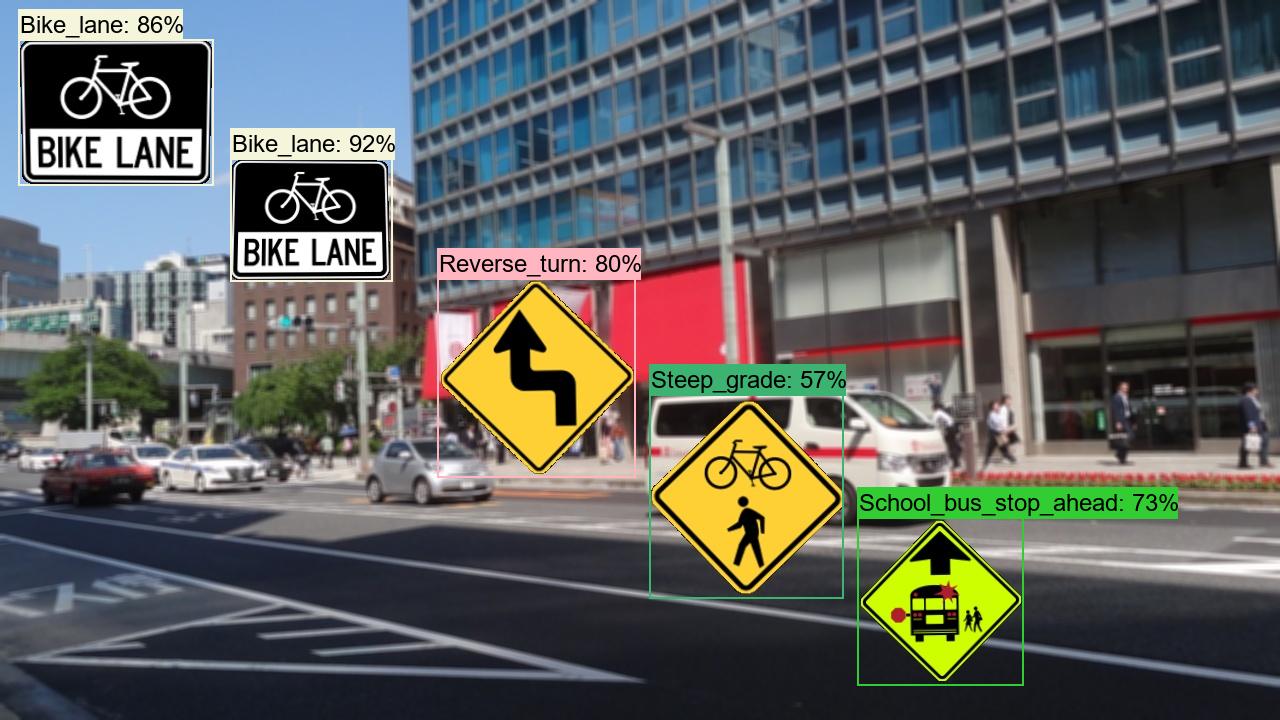 Bike_lane: 86%
BIKE LANE
Bike_lane: 92%
BIKE LANE
Reverse_turn: 80%
Steep_grade: 57%
School_bus_stop_ahead: 73%